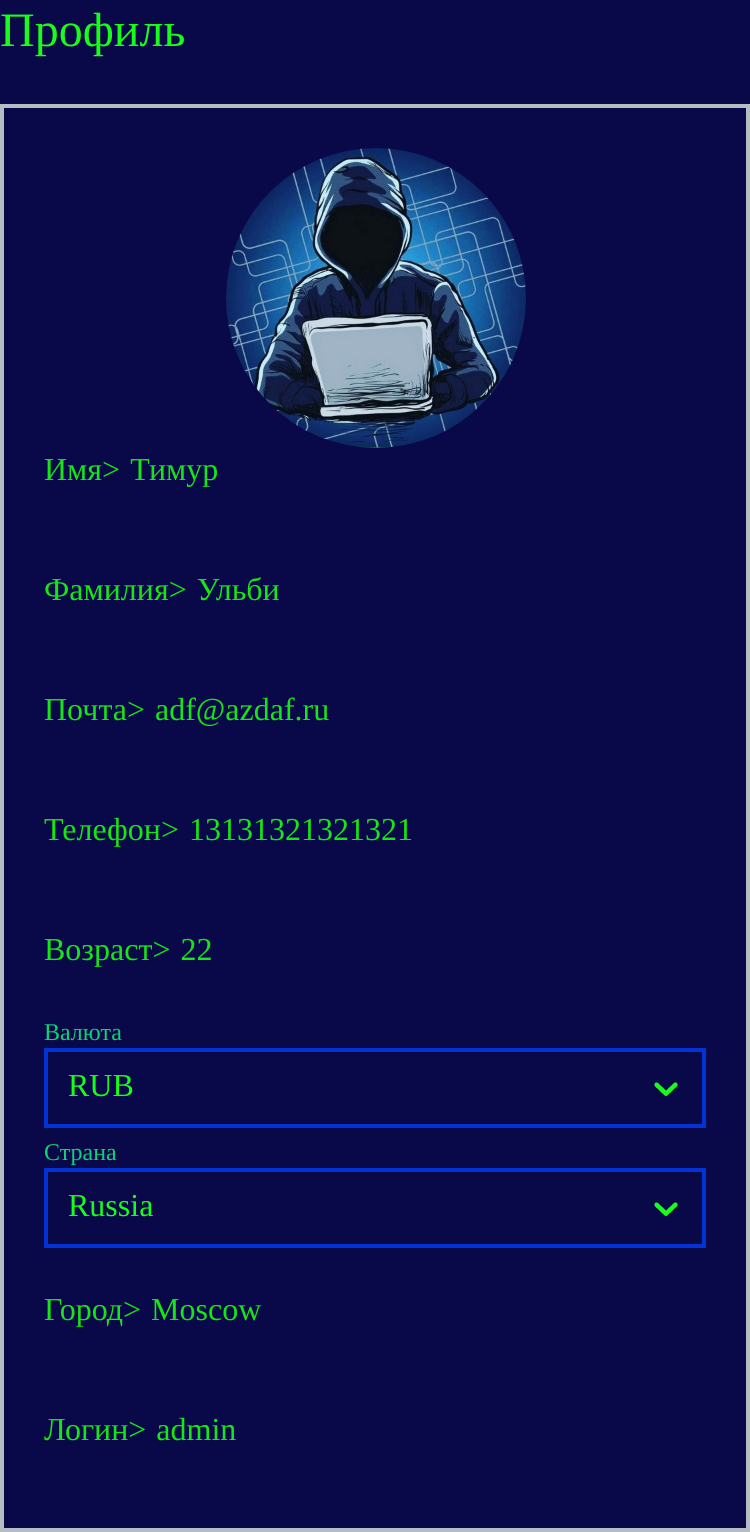 Профиль
Имя> Тимур
Фамилия> Ульби
Почта> adf@azdaf.ru
Телефон> 13131321321321
Возраст> 22
Валюта
RUB
Страна
Russia
Город> Moscow
Логин> admin